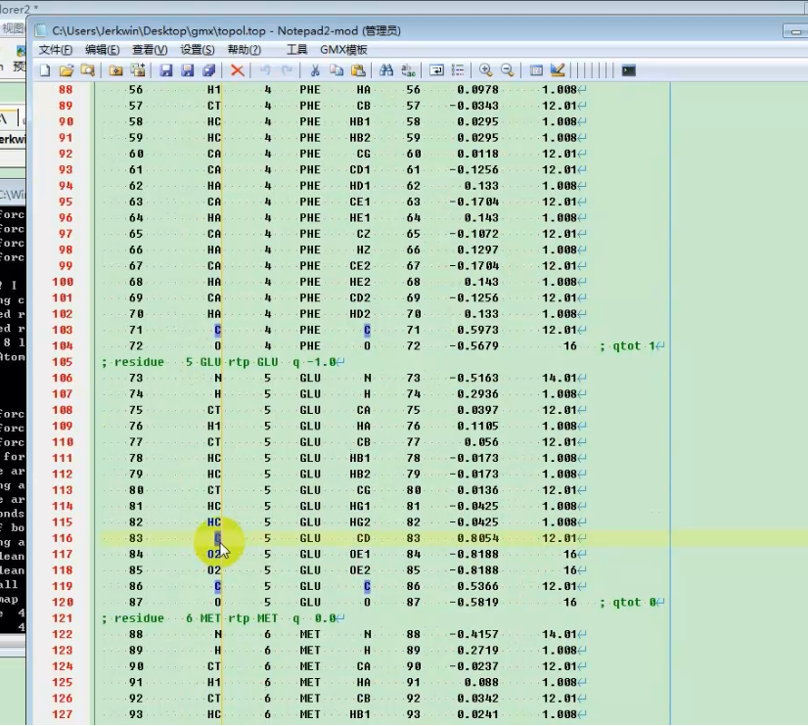 lorer2 *
C:\Users\Jerkwin\Desktop\gmx\topol.top - Notepad2-mod (管理员)
文件(F) 编辑(E) 查看(V) 设置(S) 帮助(?) 工具 GMX模板
88 56 H1 4 PHE HA 56 0.0978 1.008
89 57 CT 4 PHE CB 57 -0.0343 12.01
90 58 HC 4 PHE HB1 58 0.0295 1.008
91 59 HC 4 PHE HB2 59 0.0295 1.008
92 60 CA 4 PHE CG 60 0.0118 12.01
93 61 CA 4 PHE CD1 61 -0.1256 12.01
94 62 HA 4 PHE HD1 62 0.133 1.008
95 63 CA 4 PHE CE1 63 -0.1704 12.01
96 64 HA 4 PHE HE1 64 0.143 1.008
97 65 CA 4 PHE CZ 65 -0.1072 12.01
98 66 HA 4 PHE HZ 66 0.1297 1.008
99 67 CA 4 PHE CE2 67 -0.1704 12.01
100 68 HA 4 PHE HE2 68 0.143 1.008
101 69 CA 4 PHE CD2 69 -0.1256 12.01
102 70 HA 4 PHE HD2 70 0.133 1.008
103 71 C 4 PHE C 71 0.5973 12.01
104 72 O 4 PHE O 72 -0.5679 16 ; qtot 1
105 ; residue 5 GLU rtp GLU q -1.0
106 73 N 5 GLU N 73 -0.5163 14.01
107 74 H 5 GLU H 74 0.2936 1.008
108 75 CT 5 GLU CA 75 0.0397 12.01
109 76 H1 5 GLU HA 76 0.1105 1.008
110 77 CT 5 GLU CB 77 0.056 12.01
111 78 HC 5 GLU HB1 78 -0.0173 1.008
112 79 HC 5 GLU HB2 79 -0.0173 1.008
113 80 CT 5 GLU CG 80 0.0136 12.01
114 81 HC 5 GLU HG1 81 -0.0425 1.008
115 82 HC 5 GLU HG2 82 -0.0425 1.008
116 83 C 5 GLU CD 83 0.8054 12.01
117 84 O2 5 GLU OE1 84 -0.8188 16
118 85 O2 5 GLU OE2 85 -0.8188 16
119 86 C 5 GLU C 86 0.5366 12.01
120 87 O 5 GLU O 87 -0.5819 16 ; qtot 0
121 ; residue 6 MET rtp MET q 0.0
122 88 N 6 MET N 88 -0.4157 14.01
123 89 H 6 MET H 89 0.2719 1.008
124 90 CT 6 MET CA 90 -0.0237 12.01
125 91 H1 6 MET HA 91 0.088 1.008
126 92 CT 6 MET CB 92 0.0342 12.01
127 93 HC 6 MET HB1 93 0.0241 1.008